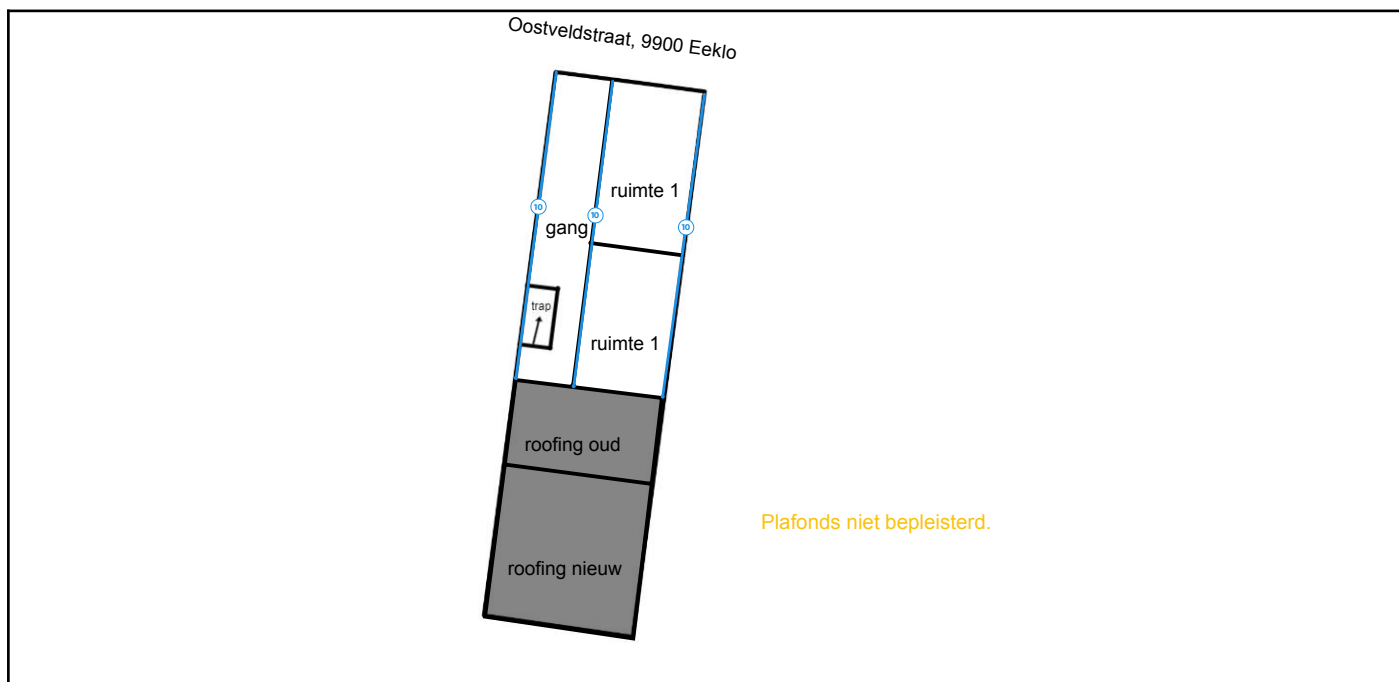 Oostveldstraat, 9900 Eeklo
ruimte 1
10
10
10
gang
trap
ruimte 1
roofing oud
Plafonds niet bepleisterd.
roofing nieuw